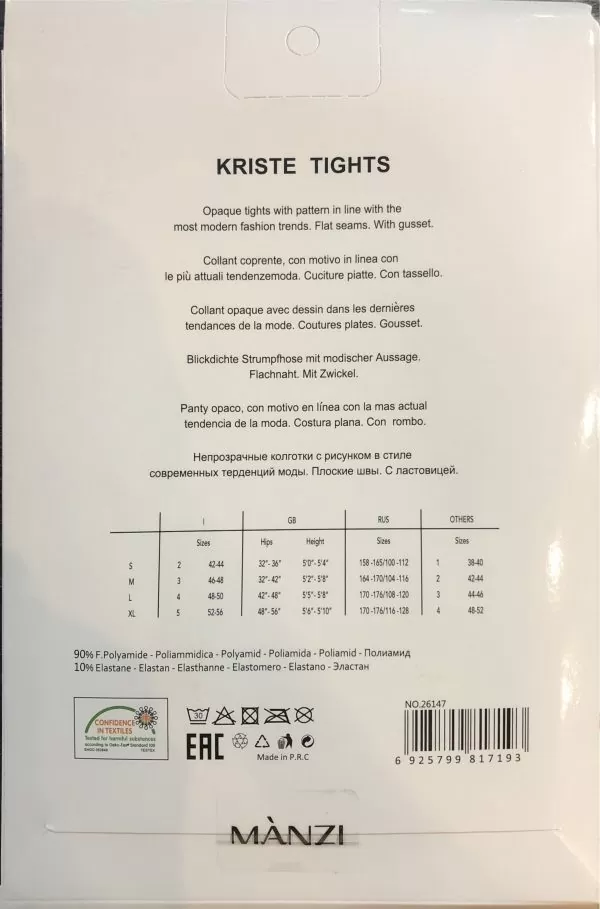 KRISTE TIGHTS
Opaque tights with pattern in line with the
most modern fashion trends. Flat seams. With gusset.
Collant coprente, con motivo in linea con
le più attuali tendenzemoda. Cuciture piatte. Con tassello.
Collant opaque avec dessin dans les dernières
tendances de la mode. Coutures plates. Gousset.
Blickdichte Strumpfhose mit modischer Aussage.
Flachnaht. Mit Zwickel.
Panty opaco, con motivo en línea con la mas actual
tendencia de la moda. Costura plana. Con rombo.
Непрозрачные колготки с рисунком в стиле
современных терденций моды. Плоские швы. С ластовицей.
I GB RUS OTHERS
Sizes Hips Height Sizes Sizes
S 2 42-44 32"- 36" 5'0"- 5'4" 158 -165/100 -112 1 38-40
M 3 46-48 32"- 42" 5'2"- 5'8" 164 -170/104 -116 2 42-44
L 4 48-50 42"- 48" 5'5"- 5'8" 170 -176/108 -120 3 44-46
XL 5 52-56 48"- 56" 5'6"- 5'10" 170 -176/116 -128 4 48-52
90% F.Polyamide - Poliammidica - Polyamid - Poliamida - Poliamid - Полиамид
10% Elastane - Elastan - Elasthanne - Elastomero - Elastano - Эластан
CONFIDENCE
IN TEXTILES
Tested for harmful substances
according to Oeko-Tex® Standard 100
TESTEX
30
EAC
Made in P.R.C
NO.26147
6 925799 817193
MÀNZI